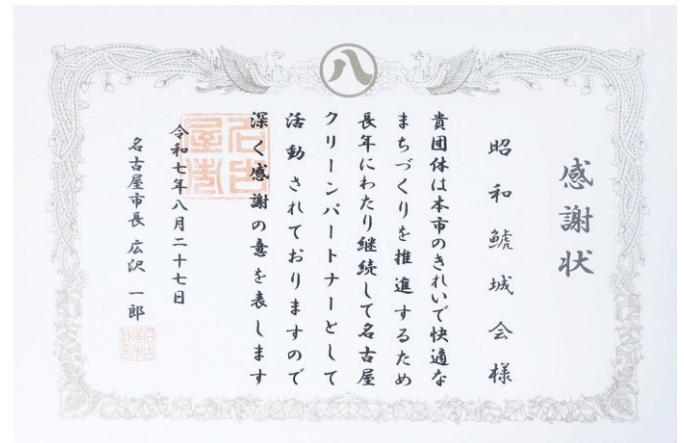 八
感謝状
昭和鯱城会様
貴団体は本市のきれいで快適な
まちづくりを推進するため
長年にわたり継続して名古屋
クリーンパートナーとして
活動されておりますので
深く感謝の意を表します
令和七年八月二十七日
名古屋市長 広沢 一郎
名古屋市